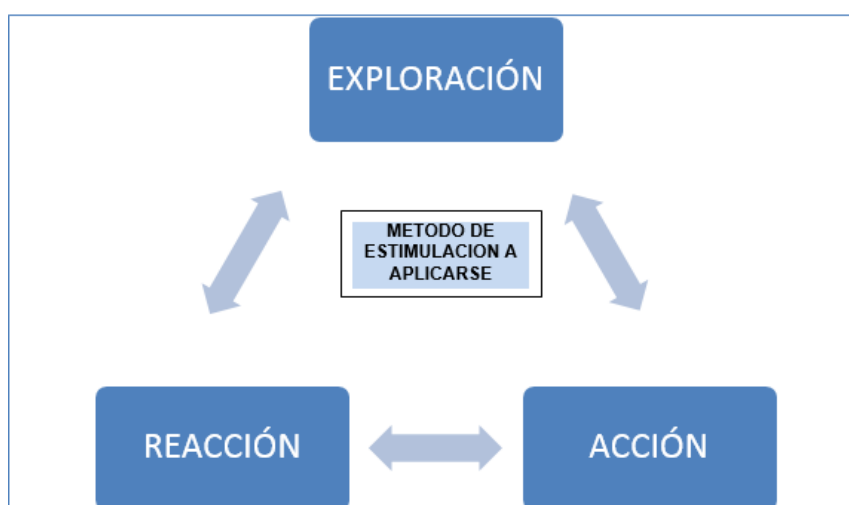 EXPLORACIÓN
METODO DE
ESTIMULACION A
APLICARSE
REACCIÓN
ACCIÓN